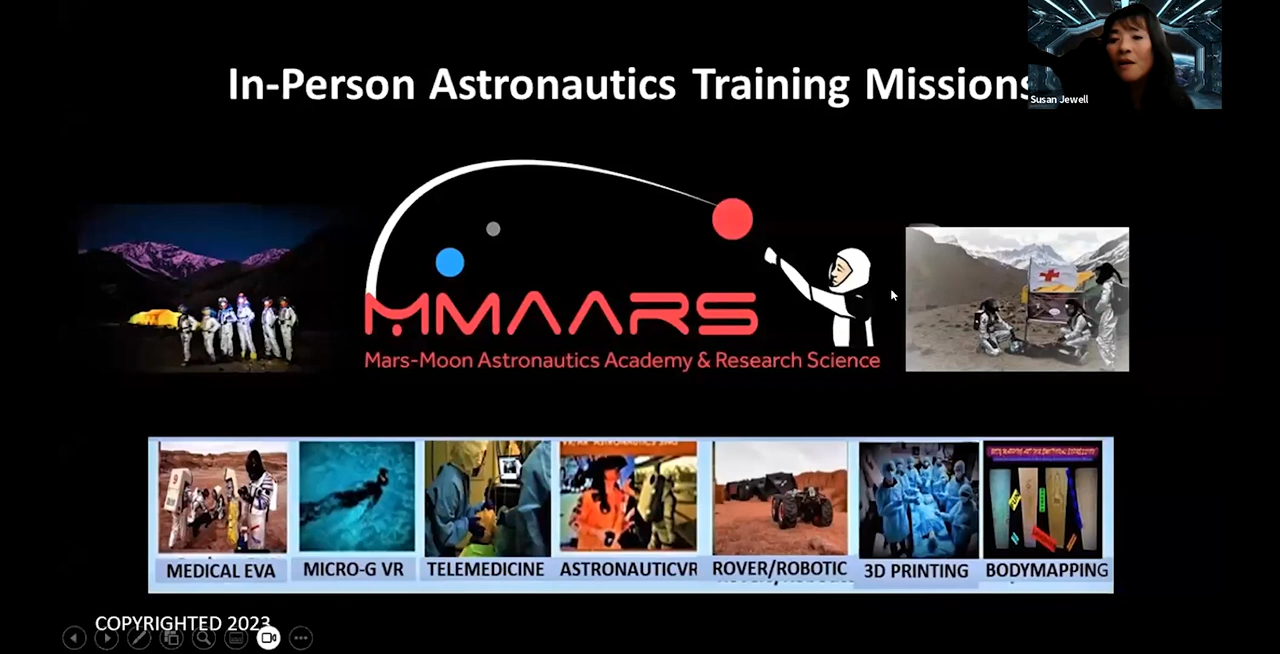 In-Person Astronautics Training Missions
Susan Jewell
MMAARS
Mars-Moon Astronautics Academy & Research Science
MEDICAL EVA
MICRO-G VR
TELEMEDICINE
ASTRONAUTICVR
ROVER/ROBOTIC
3D PRINTING
BODYMAPPING
COPYRIGHTED 2023